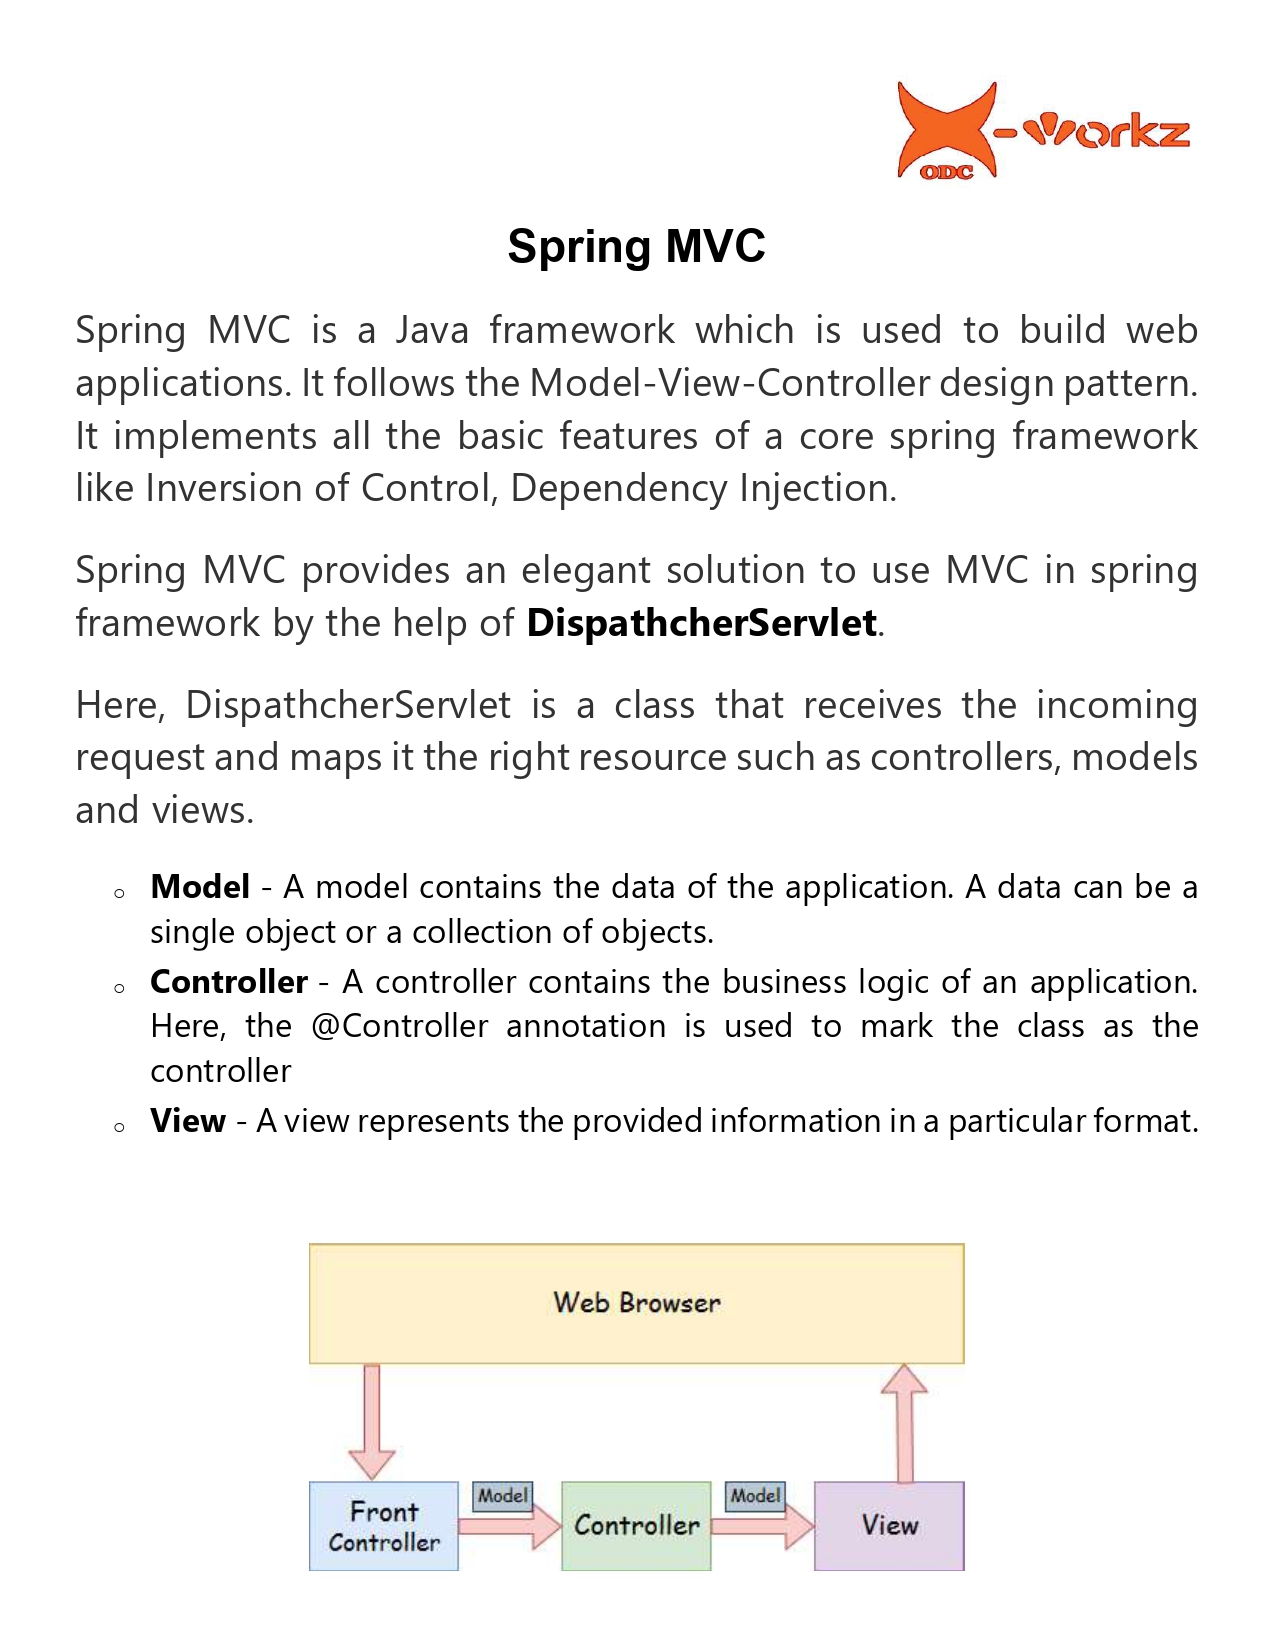 X-workz
ODC
Spring MVC
Spring MVC is a Java framework which is used to build web
applications. It follows the Model-View-Controller design pattern.
It implements all the basic features of a core spring framework
like Inversion of Control, Dependency Injection.
Spring MVC provides an elegant solution to use MVC in spring
framework by the help of DispathcherServlet.
Here, DispathcherServlet is a class that receives the incoming
request and maps it the right resource such as controllers, models
and views.
o Model - A model contains the data of the application. A data can be a
single object or a collection of objects.
o Controller - A controller contains the business logic of an application.
Here, the @Controller annotation is used to mark the class as the
controller
o View - A view represents the provided information in a particular format.
Web Browser
Front
Controller
Model
Controller
Model
View